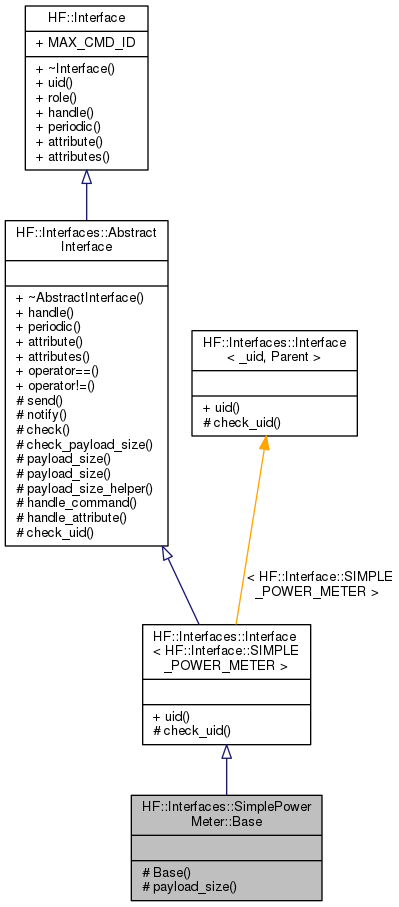 HF::Interface
+ MAX_CMD_ID
+ ~Interface()
+ uid()
+ role()
+ handle()
+ periodic()
+ attribute()
+ attributes()
HF::Interfaces::Abstract
Interface
+ ~AbstractInterface()
+ handle()
+ periodic()
+ attribute()
+ attributes()
+ operator==()
+ operator!=()
# send()
# notify()
# check()
# check_payload_size()
# payload_size()
# payload_size()
# payload_size_helper()
# handle_command()
# handle_attribute()
# check_uid()
HF::Interfaces::Interface
< _uid, Parent >
+ uid()
# check_uid()
< HF::Interface::SIMPLE
_POWER_METER >
HF::Interfaces::Interface
< HF::Interface::SIMPLE
_POWER_METER >
+ uid()
# check_uid()
HF::Interfaces::SimplePower
Meter::Base
# Base()
# payload_size()